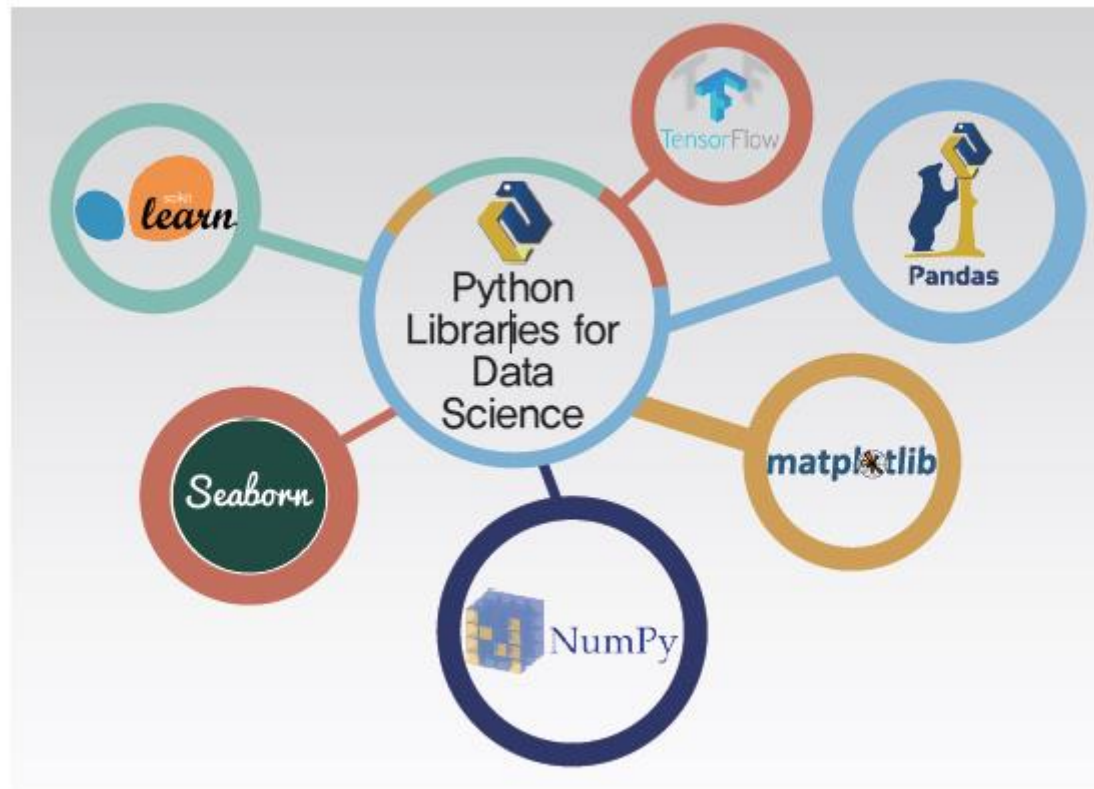 TensorFlow
scikit
learn
Pandas
Python
Libraries for
Data
Science
matplotlib
Seaborn
NumPy